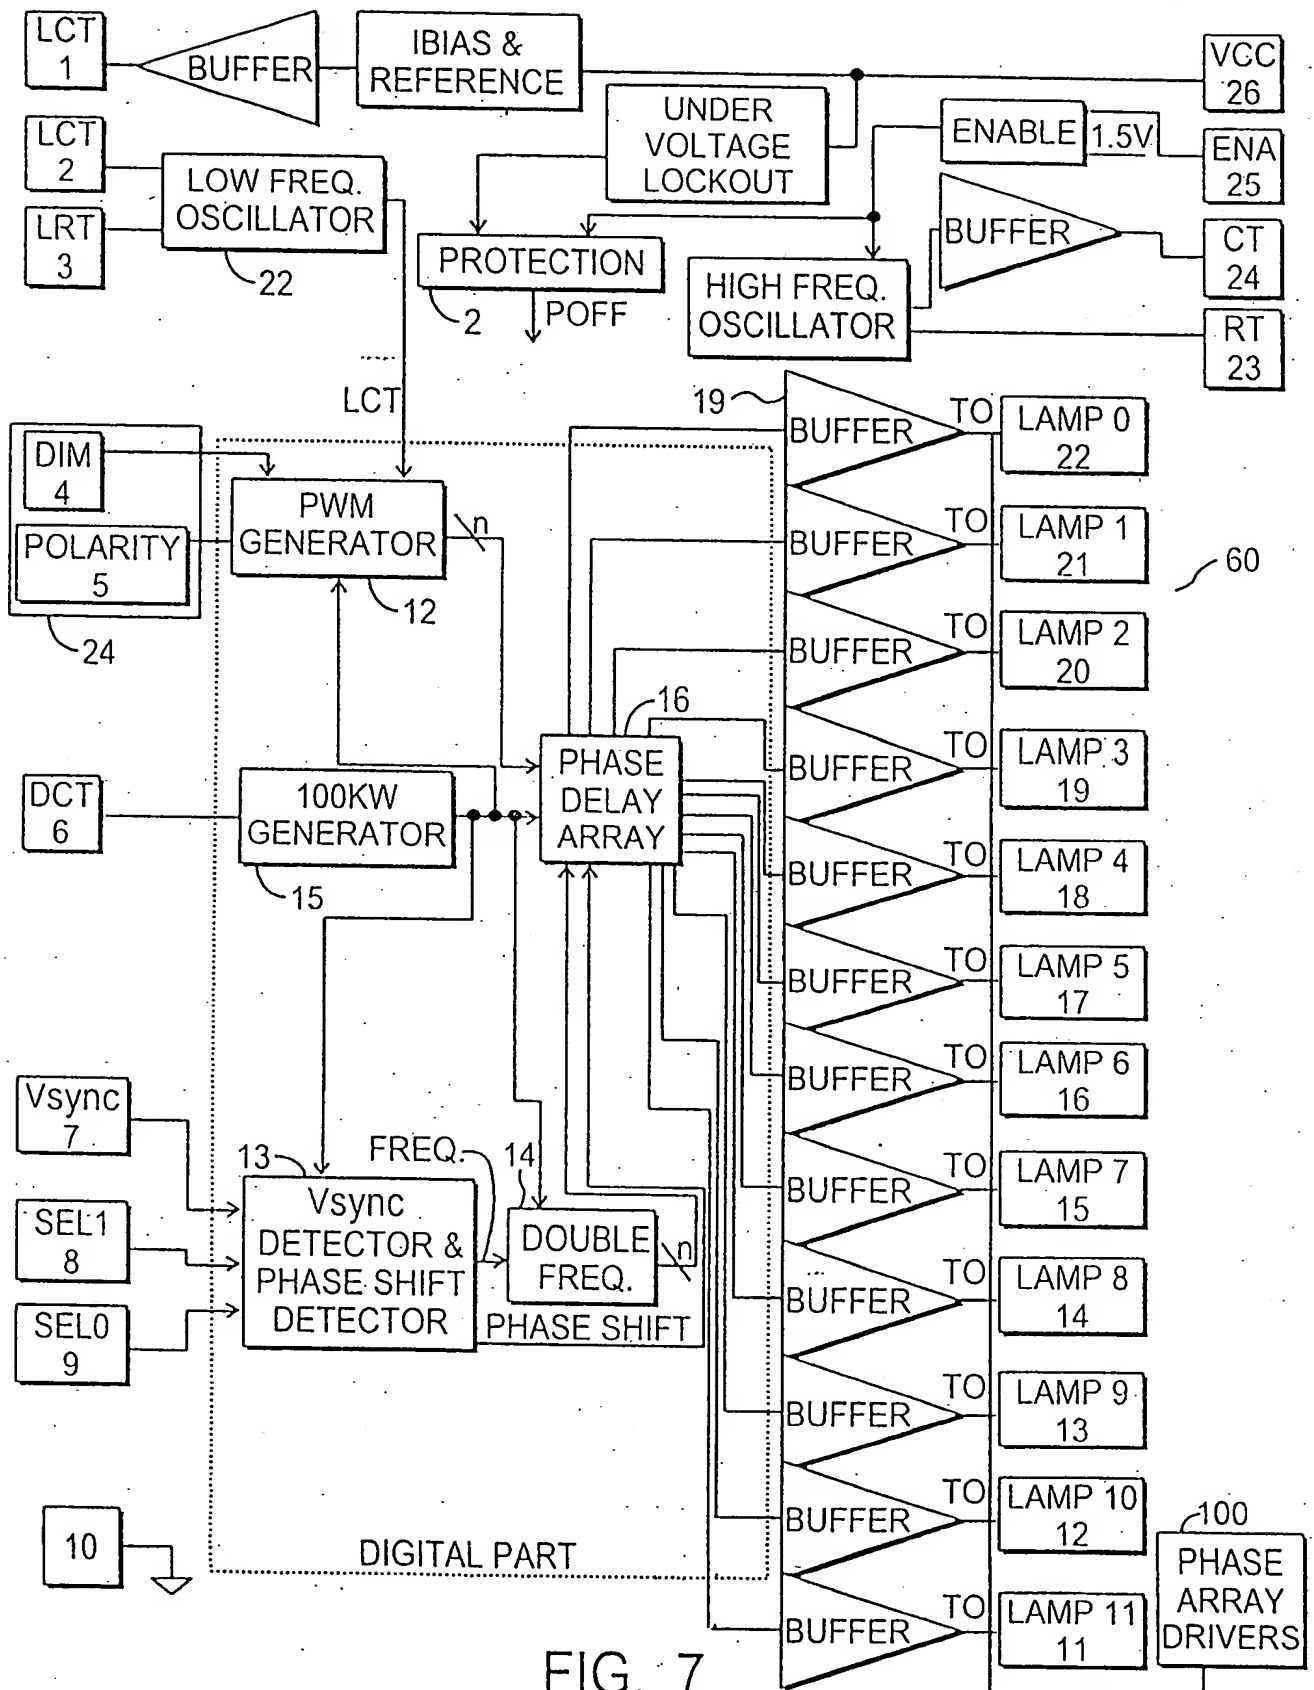 LCT
1
BUFFER
IBIAS &
REFERENCE
VCC
26
UNDER
VOLTAGE
LOCKOUT
ENABLE
1.5V
ENA
25
LCT
2
LOW FREQ.
OSCILLATOR
22
LRT
3
PROTECTION
2
POFF
BUFFER
CT
24
HIGH FREQ.
OSCILLATOR
RT
23
LCT
19
BUFFER
TO
LAMP 0
22
DIM
4
POLARITY
5
24
PWM
GENERATOR
n
12
BUFFER
TO
LAMP 1
21
60
BUFFER
TO
LAMP 2
20
16
PHASE
DELAY
ARRAY
BUFFER
TO
LAMP 3
19
DCT
6
100KW
GENERATOR
15
BUFFER
TO
LAMP 4
18
BUFFER
TO
LAMP 5
17
BUFFER
TO
LAMP 6
16
Vsync
7
SEL1
8
SEL0
9
13
Vsync
DETECTOR &
PHASE SHIFT
DETECTOR
FREQ.
14
DOUBLE
FREQ.
n
PHASE SHIFT
BUFFER
TO
LAMP 7
15
BUFFER
TO
LAMP 8
14
BUFFER
TO
LAMP 9
13
BUFFER
TO
LAMP 10
12
10
DIGITAL PART
100
PHASE
ARRAY
DRIVERS
BUFFER
TO
LAMP 11
11
FIG. 7